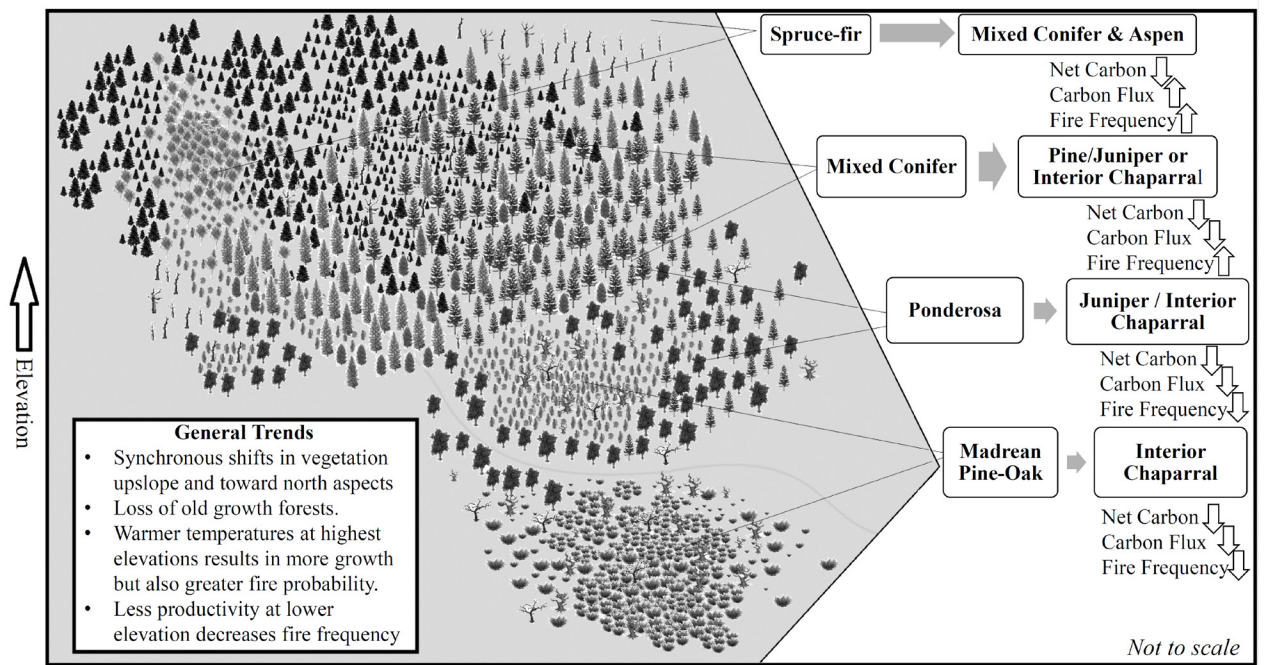 Spruce-fir
Mixed Conifer & Aspen
Net Carbon
Carbon Flux
Fire Frequency
Mixed Conifer
Pine/Juniper or
Interior Chaparral
Net Carbon
Carbon Flux
Fire Frequency
Elevation
Ponderosa
Juniper / Interior
Chaparral
Net Carbon
Carbon Flux
Fire Frequency
General Trends
• Synchronous shifts in vegetation
upslope and toward north aspects
• Loss of old growth forests.
• Warmer temperatures at highest
elevations results in more growth
but also greater fire probability.
• Less productivity at lower
elevation decreases fire frequency
Madrean
Pine-Oak
Interior
Chaparral
Net Carbon
Carbon Flux
Fire Frequency
Not to scale